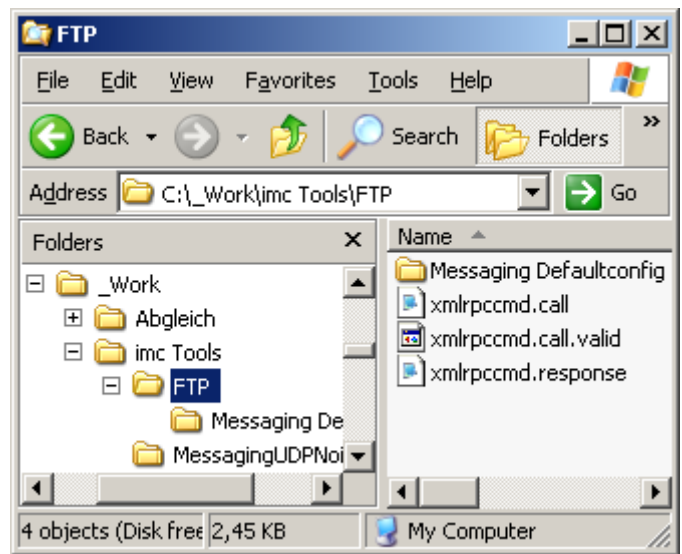 FTP
File Edit View Favorites Tools Help
Back Search Folders »
Address C:\_Work\imc Tools\FTP Go
Folders x
Name
_Work
Abgleich
imc Tools
FTP
Messaging De
MessagingUDPNoi
Messaging Defaultconfig
xmlrpccmd.call
xmlrpccmd.call.valid
xmlrpccmd.response
4 objects (Disk free 2,45 KB My Computer